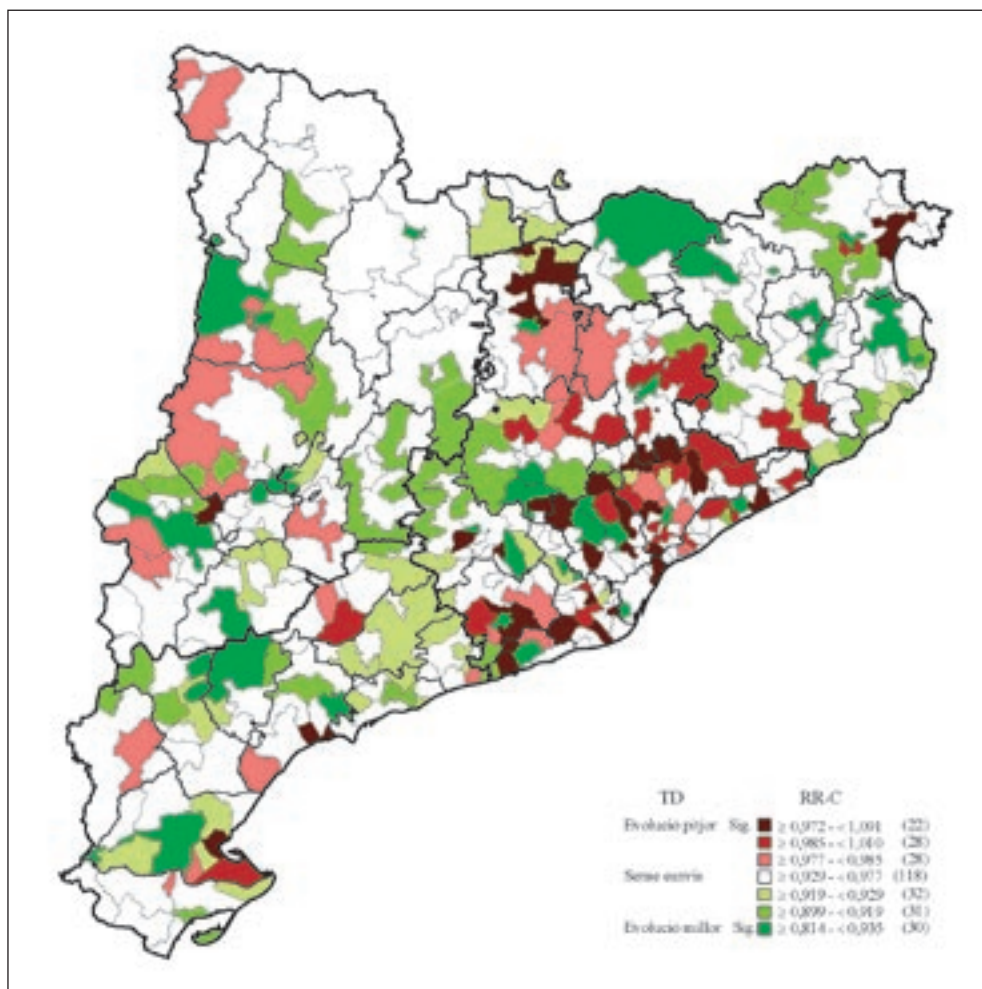 TD RR-C
Evolució pitjor Sig. ≥ 0,972 - < 1,091 (22)
≥ 0,985 - < 1,010 (28)
≥ 0,977 - < 0,985 (28)
Sense canvis ≥ 0,929 - < 0,977 (118)
≥ 0,919 - < 0,929 (32)
≥ 0,899 - < 0,919 (31)
Evolució millor Sig. ≥ 0,814 - < 0,935 (30)